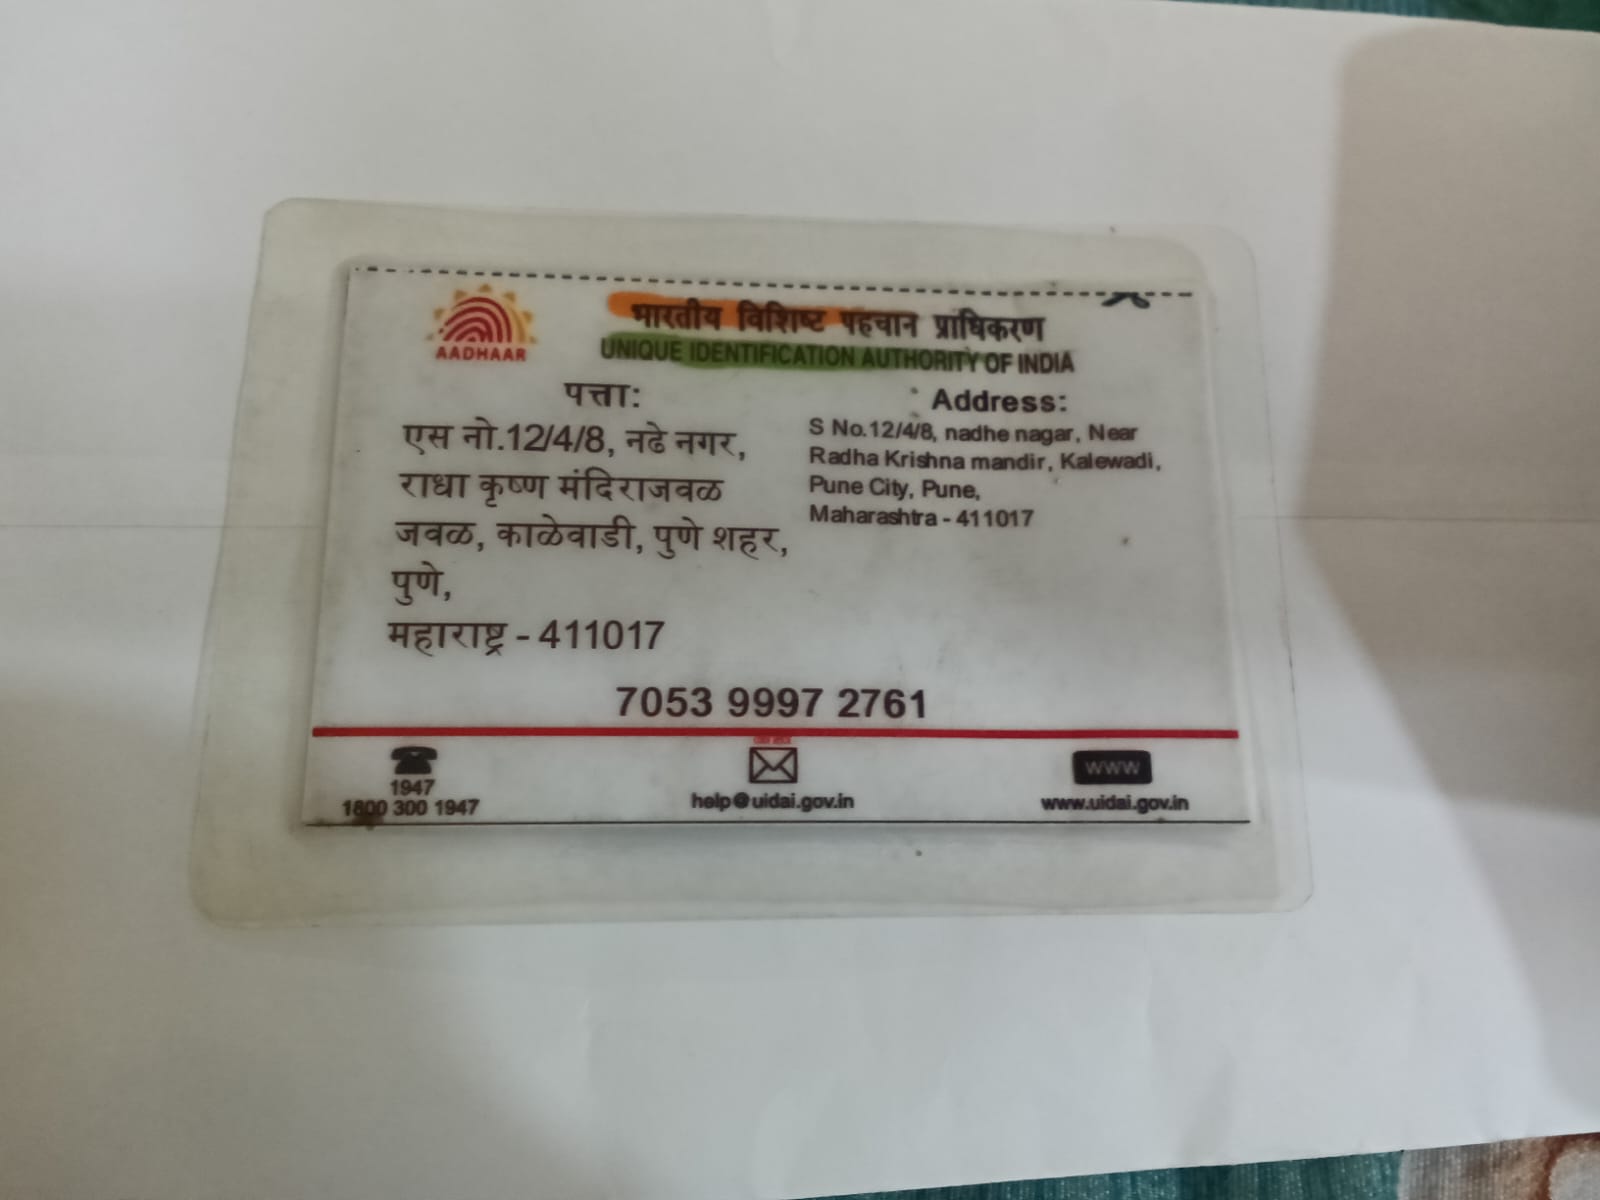 AADHAAR
भारतीय विशिष्ट पहचान प्राधिकरण
UNIQUE IDENTIFICATION AUTHORITY OF INDIA
पत्ता:
एस नो.12/4/8, नढे नगर,
राधा कृष्ण मंदिराजवळ
जवळ, काळेवाडी, पुणे शहर,
पुणे,
महाराष्ट्र - 411017
Address:
S No.12/4/8, nadhe nagar, Near
Radha Krishna mandir, Kalewadi,
Pune City, Pune,
Maharashtra - 411017
7053 9997 2761
1947
1800 300 1947
help@uidai.gov.in
www
www.uidai.gov.in